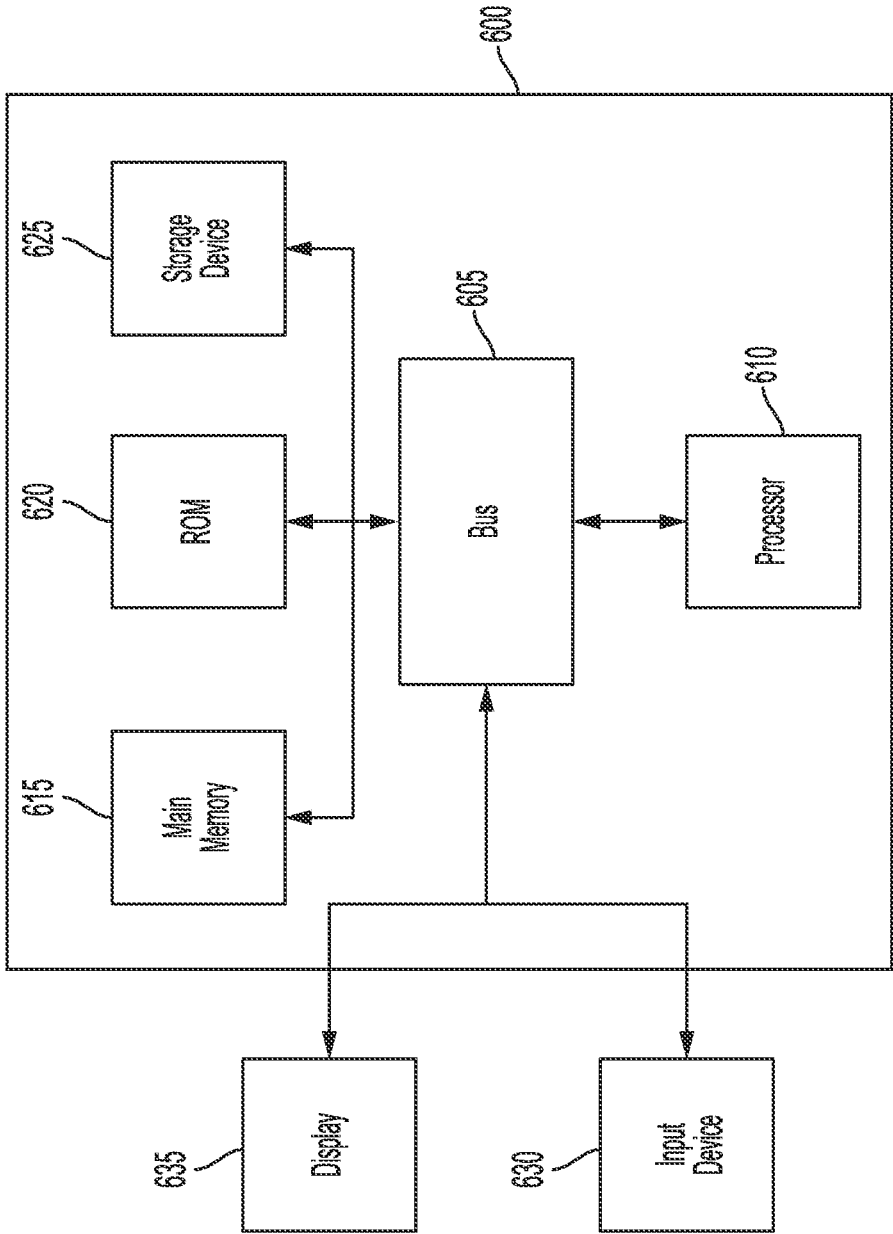 600
625
Storage
Device
620
ROM
615
Main
Memory
605
Bus
610
Processor
635
Display
630
Input
Device